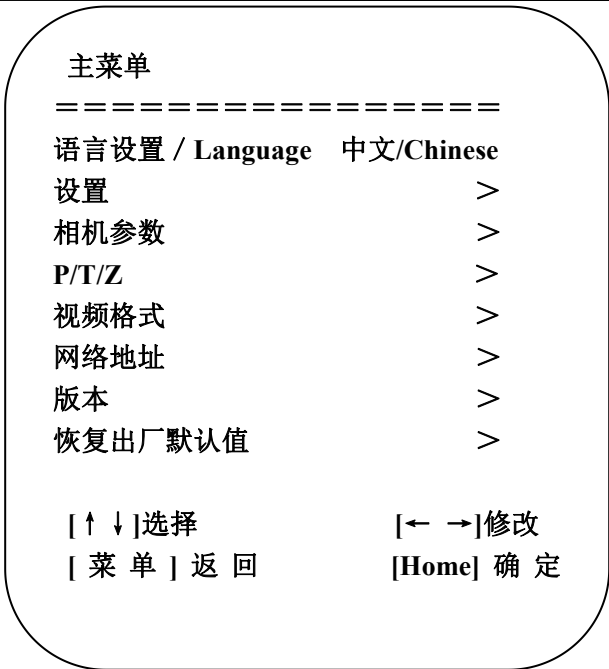 主菜单
================
语言设置 / Language 中文/Chinese
设置 >
相机参数 >
P/T/Z >
视频格式 >
网络地址 >
版本 >
恢复出厂默认值 >
[↑↓]选择 [← →]修改
[ 菜 单 ] 返 回 [Home] 确 定